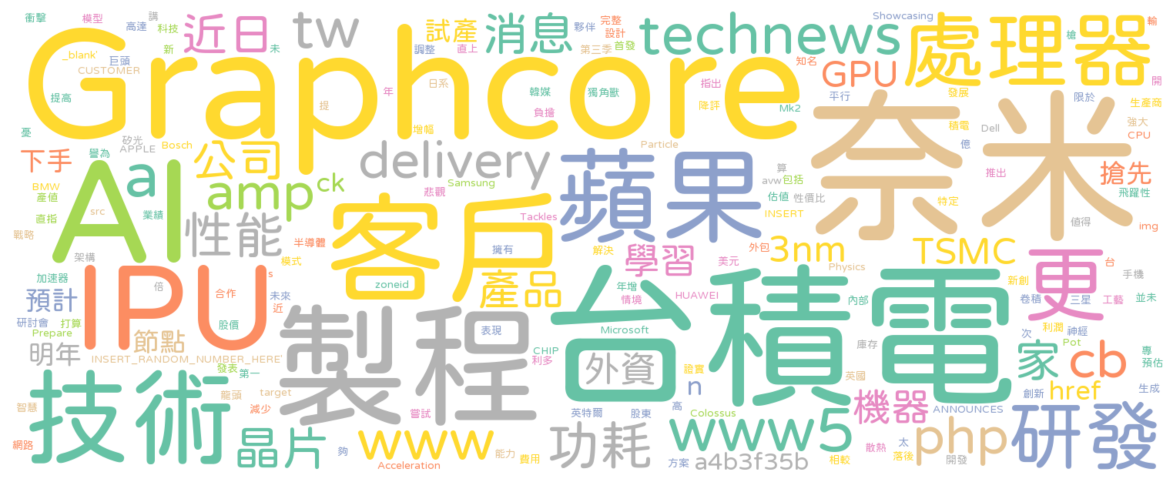 衝擊 模型 高達 講 科技 近日 tw 試產 消息 夥伴 完整 設計 technews Showcasing 知名 處理器 槍 輸
_blank' 巨頭 新 未 調整 直上 第三季 首發 GPU 開
CUSTOMER Graphcore 日系 韓媒 獨角獸 指出 平行 發展 限於 生產商
提高 提 年 增幅 負擔 降評 Mk2 奈米 積電 強大
憂 矽光 APPLE Bosch Particle Dell 億 CPU
下手 譽為 公司 delivery 蘋果 算 推出 搶先
BMW AI al amp ck 悲觀 Samsung avw 包括 飛躍性
產值 估值 性價比 特定
直指 src 業績 性能 客戶 Tackles INSERT 值得 img
戰略 半導體 擁有 解決 外包 3nm TSMC
架構 模式 學習 美元 Physics 更 台
加速器 倍 s zoneid 產品 年增 情境 HUAWEI 內部 新創 手機
預計 IPU 合作 未來 近 台積電 卷積 三星 工藝 並未
研討會 打算 股價 製程 表現 Microsoft 次 利潤 神經
Prepare 節點 CHIP 證實 庫存 家 Pot 專
明年 INSERT_RANDOM_NUMBER_HERE' 利多 外資 英國 cb 預估
發表 第一
智慧 技術 龍頭 target n href 創新 生成
減少 嘗試 英特爾 股東 高 Colossus 機器 ANNOUNCES
網路 晶片 夠 www 能力 費用 功耗 www5 太 php 研發
Acceleration 方案 a4b3f35b 相較 散熱 落後 開發